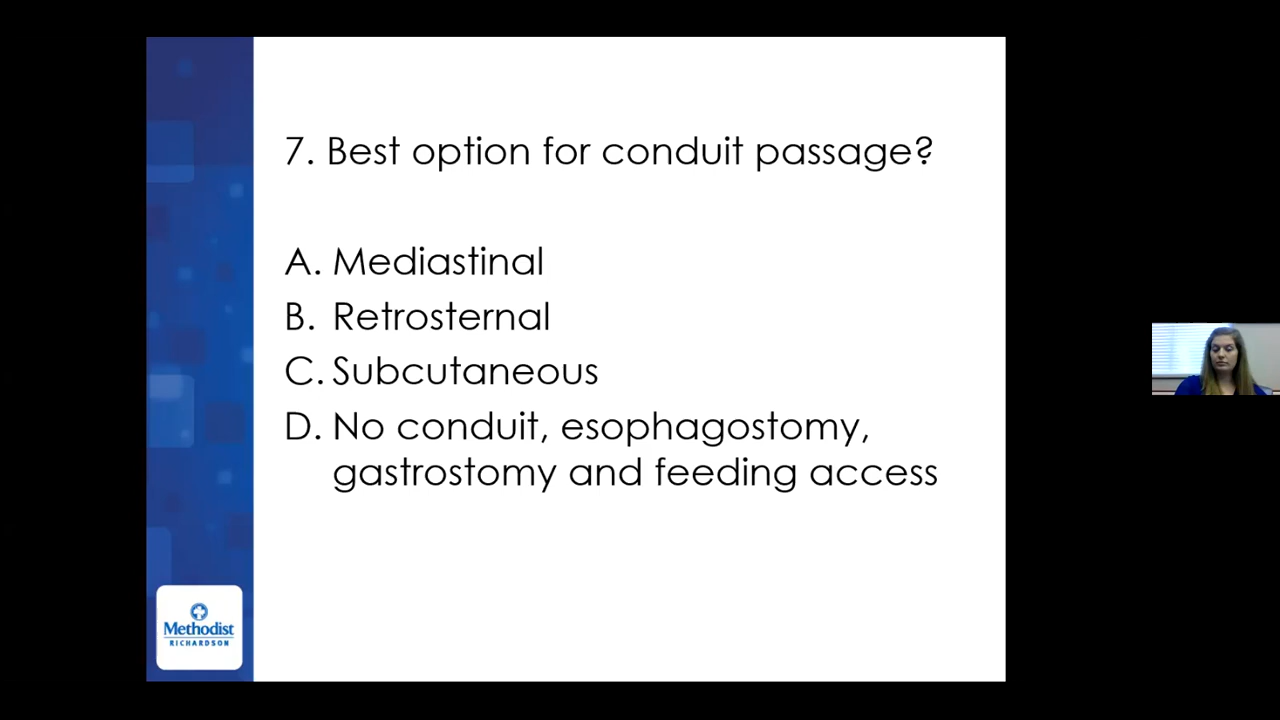 7. Best option for conduit passage?
A. Mediastinal
B. Retrosternal
C. Subcutaneous
D. No conduit, esophagostomy,
gastrostomy and feeding access
Methodist
RICHARDSON